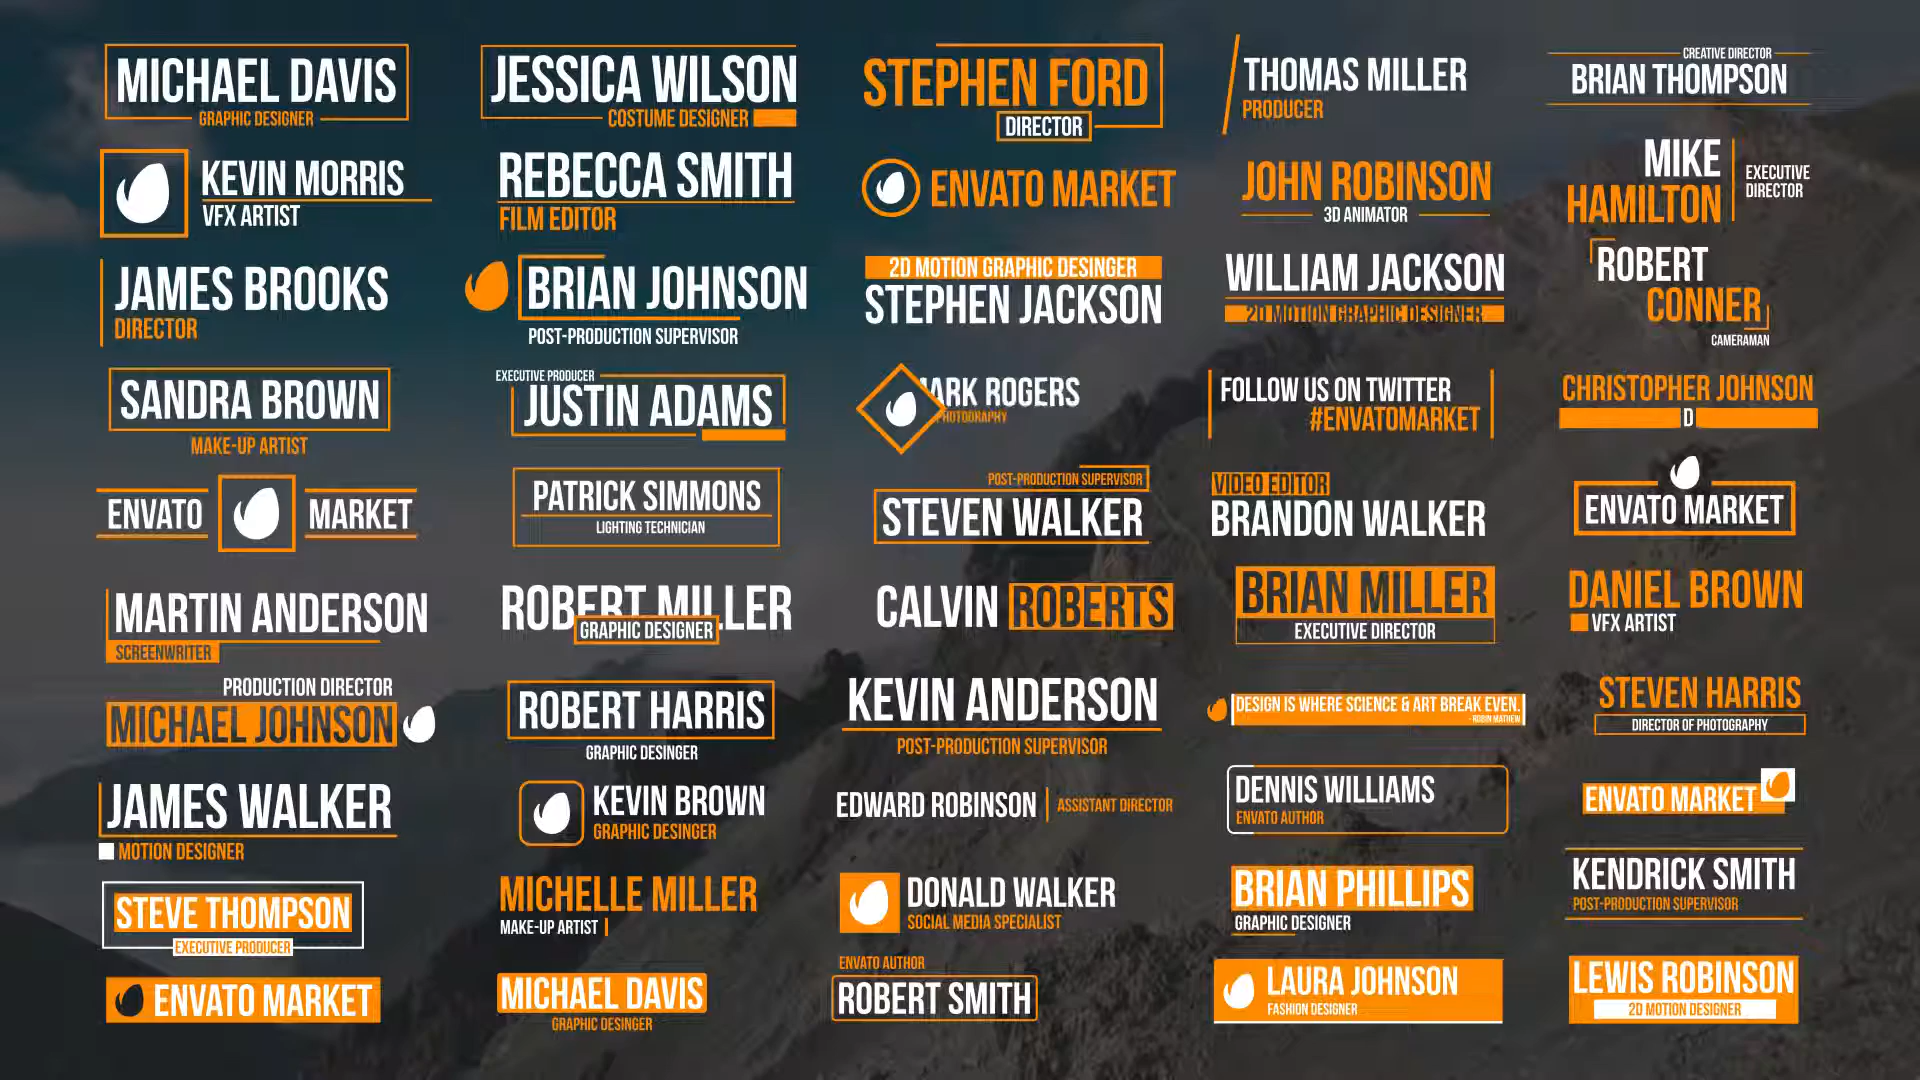 MICHAEL DAVIS
GRAPHIC DESIGNER
JESSICA WILSON
COSTUME DESIGNER
STEPHEN FORD
DIRECTOR
THOMAS MILLER
PRODUCER
CREATIVE DIRECTOR
BRIAN THOMPSON
KEVIN MORRIS
VFX ARTIST
REBECCA SMITH
FILM EDITOR
ENVATO MARKET
JOHN ROBINSON
3D ANIMATOR
MIKE
HAMILTON
EXECUTIVE
DIRECTOR
JAMES BROOKS
DIRECTOR
BRIAN JOHNSON
POST-PRODUCTION SUPERVISOR
2D MOTION GRAPHIC DESINGER
STEPHEN JACKSON
WILLIAM JACKSON
2D MOTION GRAPHIC DESIGNER
ROBERT
CONNER
CAMERAMAN
SANDRA BROWN
MAKE-UP ARTIST
EXECUTIVE PRODUCER
JUSTIN ADAMS
ARK ROGERS
PHOTOGRAPHY
FOLLOW US ON TWITTER
#ENVATOMARKET
CHRISTOPHER JOHNSON
D
ENVATO MARKET
PATRICK SIMMONS
LIGHTING TECHNICIAN
POST-PRODUCTION SUPERVISOR
STEVEN WALKER
VIDEO EDITOR
BRANDON WALKER
ENVATO MARKET
MARTIN ANDERSON
SCREENWRITER
ROBERT MILLER
GRAPHIC DESIGNER
CALVIN ROBERTS
BRIAN MILLER
EXECUTIVE DIRECTOR
DANIEL BROWN
VFX ARTIST
PRODUCTION DIRECTOR
MICHAEL JOHNSON
ROBERT HARRIS
GRAPHIC DESINGER
KEVIN ANDERSON
POST-PRODUCTION SUPERVISOR
DESIGN IS WHERE SCIENCE & ART BREAK EVEN.
- ROBIN MATHEW
STEVEN HARRIS
DIRECTOR OF PHOTOGRAPHY
JAMES WALKER
MOTION DESIGNER
KEVIN BROWN
GRAPHIC DESINGER
EDWARD ROBINSON
ASSISTANT DIRECTOR
DENNIS WILLIAMS
ENVATO AUTHOR
ENVATO MARKET
STEVE THOMPSON
EXECUTIVE PRODUCER
MICHELLE MILLER
MAKE-UP ARTIST
DONALD WALKER
SOCIAL MEDIA SPECIALIST
BRIAN PHILLIPS
GRAPHIC DESIGNER
KENDRICK SMITH
POST-PRODUCTION SUPERVISOR
ENVATO MARKET
MICHAEL DAVIS
GRAPHIC DESINGER
ENVATO AUTHOR
ROBERT SMITH
LAURA JOHNSON
FASHION DESIGNER
LEWIS ROBINSON
2D MOTION DESIGNER